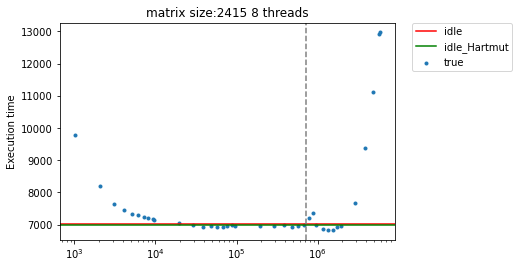 matrix size:2415 8 threads
Execution time
13000
12000
11000
10000
9000
8000
7000
10³
10⁴
10⁵
10⁶
idle
idle_Hartmut
true